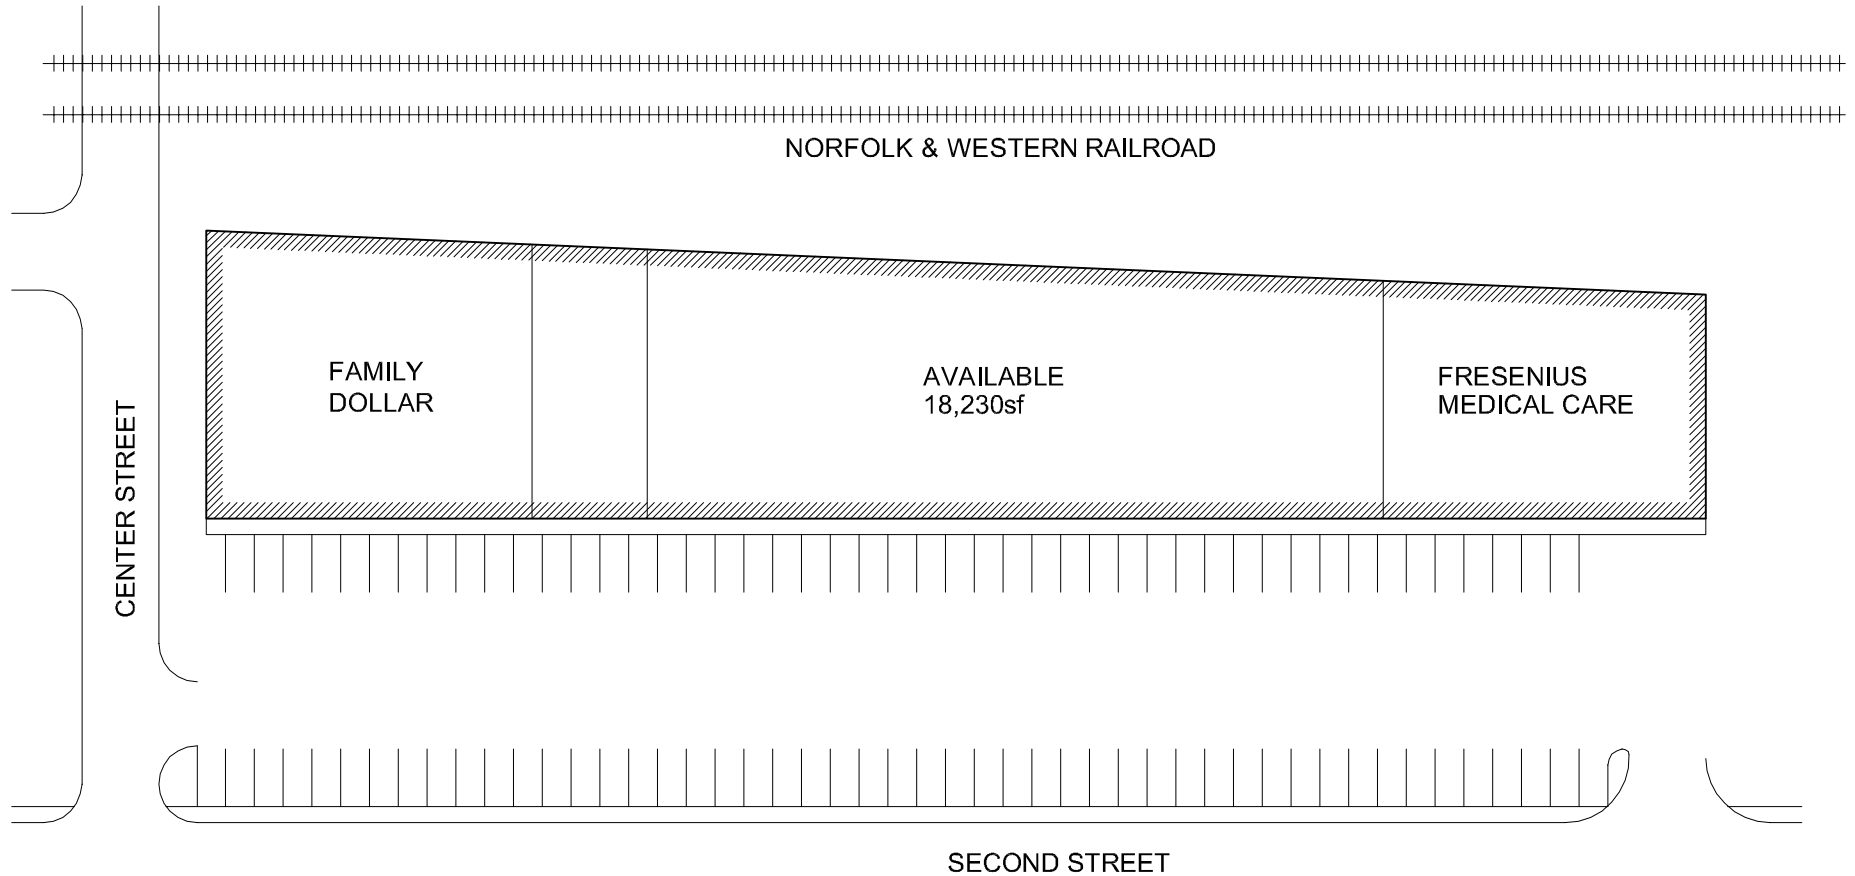 NORFOLK & WESTERN RAILROAD
FAMILY
DOLLAR
AVAILABLE
18,230sf
FRESENIUS
MEDICAL CARE
CENTER STREET
SECOND STREET